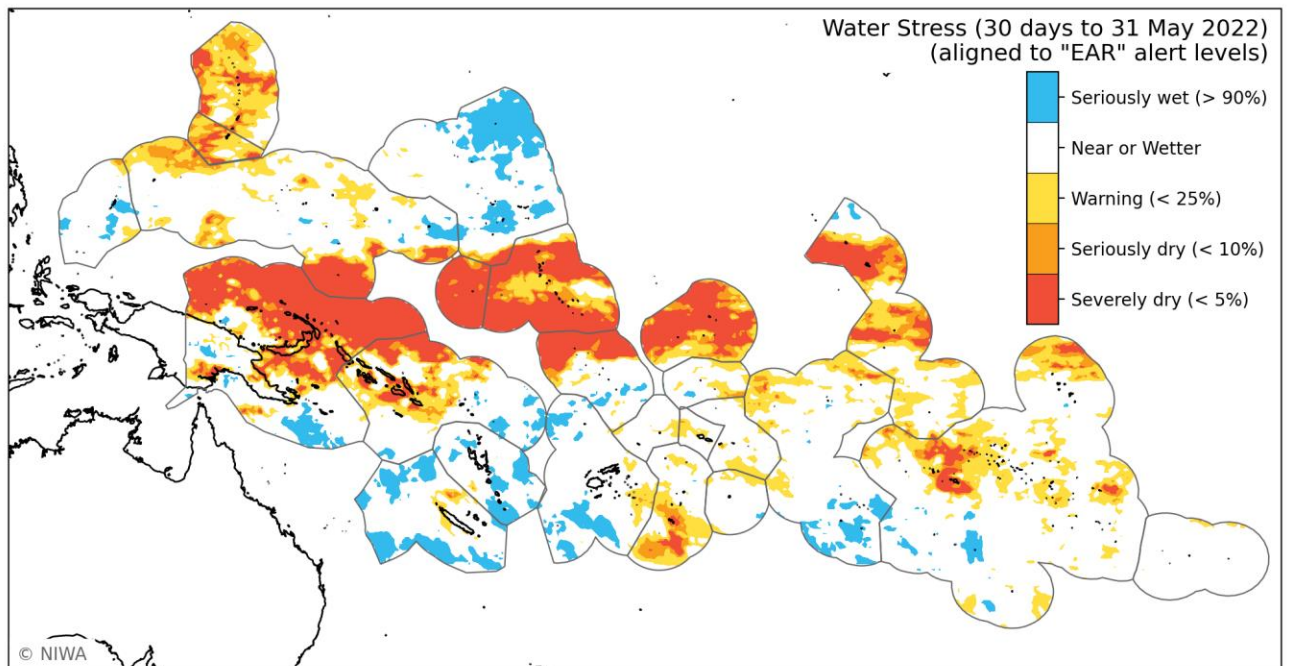 Water Stress (30 days to 31 May 2022)
(aligned to "EAR" alert levels)
Seriously wet (> 90%)
Near or Wetter
Warning (< 25%)
Seriously dry (< 10%)
Severely dry (< 5%)
© NIWA